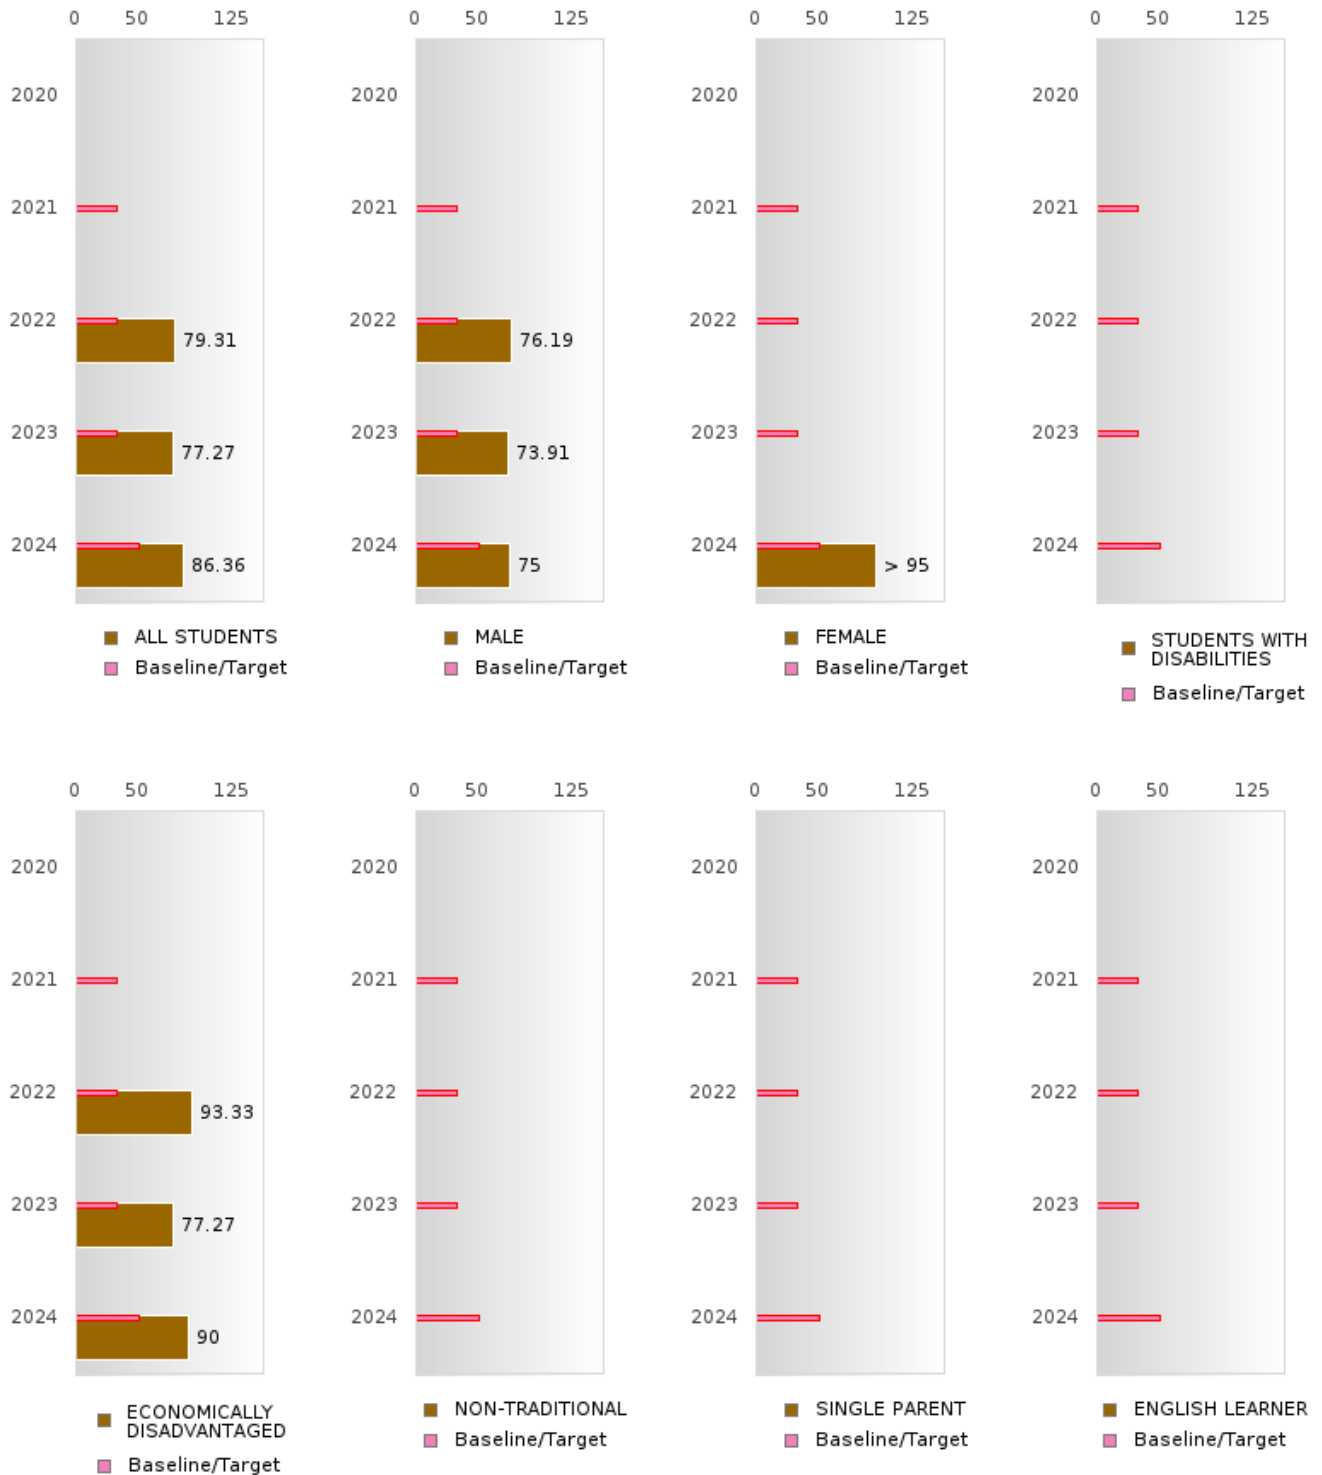 0 50 125 0 50 125 0 50 125 0 50 125
2020 2020 2020 2020
2021 2021 2021 2021
2022 79.31 2022 76.19 2022 2022
2023 77.27 2023 73.91 2023 2023
2024 86.36 2024 75 2024 > 95 2024
ALL STUDENTS MALE FEMALE STUDENTS WITH
DISABILITIES
Baseline/Target Baseline/Target Baseline/Target Baseline/Target
0 50 125 0 50 125 0 50 125 0 50 125
2020 2020 2020 2020
2021 2021 2021 2021
2022 93.33 2022 2022 2022
2023 77.27 2023 2023 2023
2024 90 2024 2024 2024
ECONOMICALLY
DISADVANTAGED NON-TRADITIONAL SINGLE PARENT ENGLISH LEARNER
Baseline/Target Baseline/Target Baseline/Target Baseline/Target